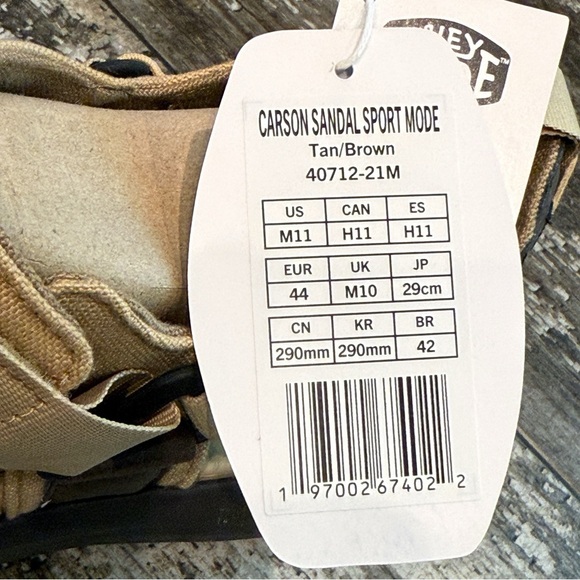 CARSON SANDAL SPORT MODE
Tan/Brown
40712-21M
US CAN ES
M11 H11 H11
EUR UK JP
44 M10 29cm
CN KR BR
290mm 290mm 42
1 97002 67402 2